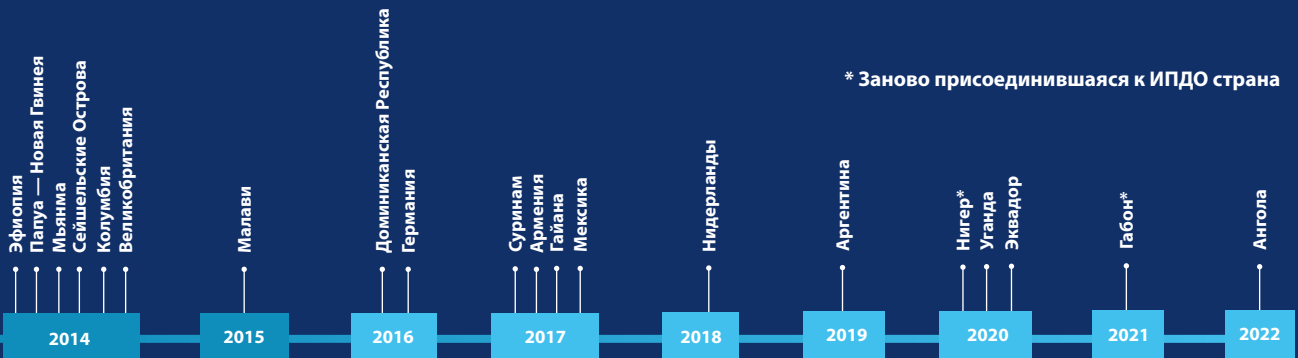 * Заново присоединившаяся к ИПДО страна
Эфиопия
Папуа — Новая Гвинея
Мьянма
Сейшельские Острова
Колумбия
Великобритания
Малави
Доминиканская Республика
Германия
Суринам
Армения
Гайана
Мексика
Нидерланды
Аргентина
Нигер*
Уганда
Эквадор
Габон*
Ангола
2014
2015
2016
2017
2018
2019
2020
2021
2022